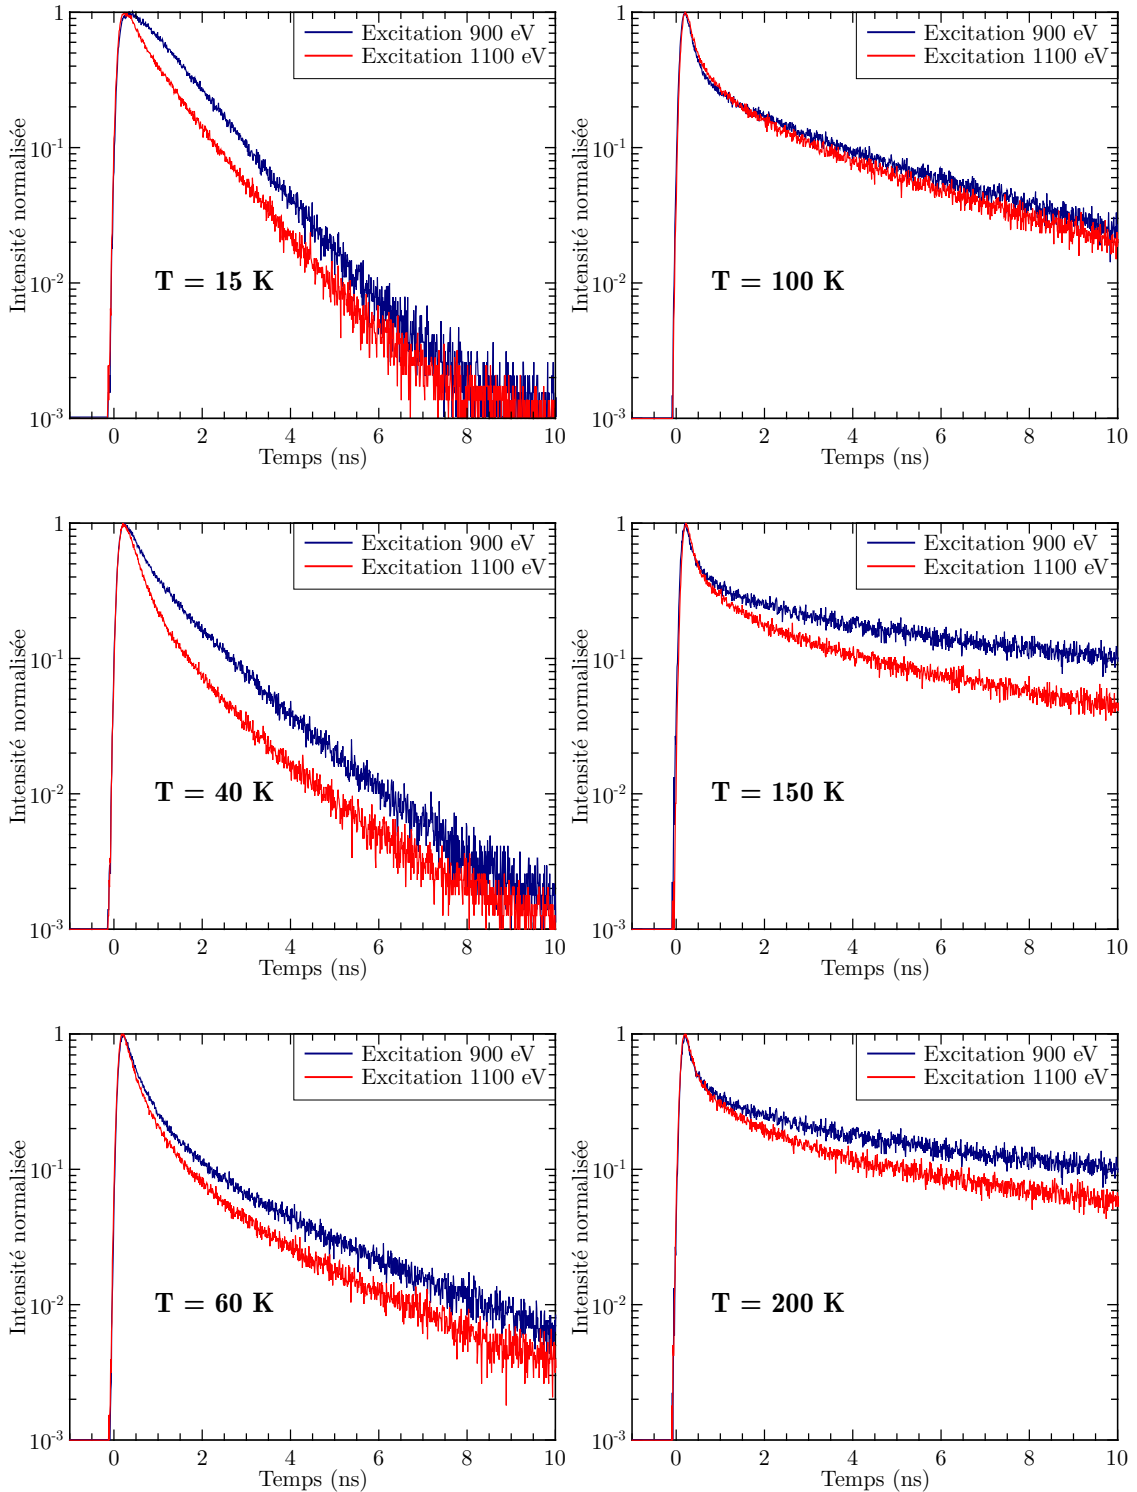 1
10-1
10-2
10-3
Intensité normalisée
Excitation 900 eV
Excitation 1100 eV
T = 15 K
0 2 4 6 8 10
Temps (ns)
1
10-1
10-2
10-3
Intensité normalisée
Excitation 900 eV
Excitation 1100 eV
T = 100 K
0 2 4 6 8 10
Temps (ns)
1
10-1
10-2
10-3
Intensité normalisée
Excitation 900 eV
Excitation 1100 eV
T = 40 K
0 2 4 6 8 10
Temps (ns)
1
10-1
10-2
10-3
Intensité normalisée
Excitation 900 eV
Excitation 1100 eV
T = 150 K
0 2 4 6 8 10
Temps (ns)
1
10-1
10-2
10-3
Intensité normalisée
Excitation 900 eV
Excitation 1100 eV
T = 60 K
0 2 4 6 8 10
Temps (ns)
1
10-1
10-2
10-3
Intensité normalisée
Excitation 900 eV
Excitation 1100 eV
T = 200 K
0 2 4 6 8 10
Temps (ns)